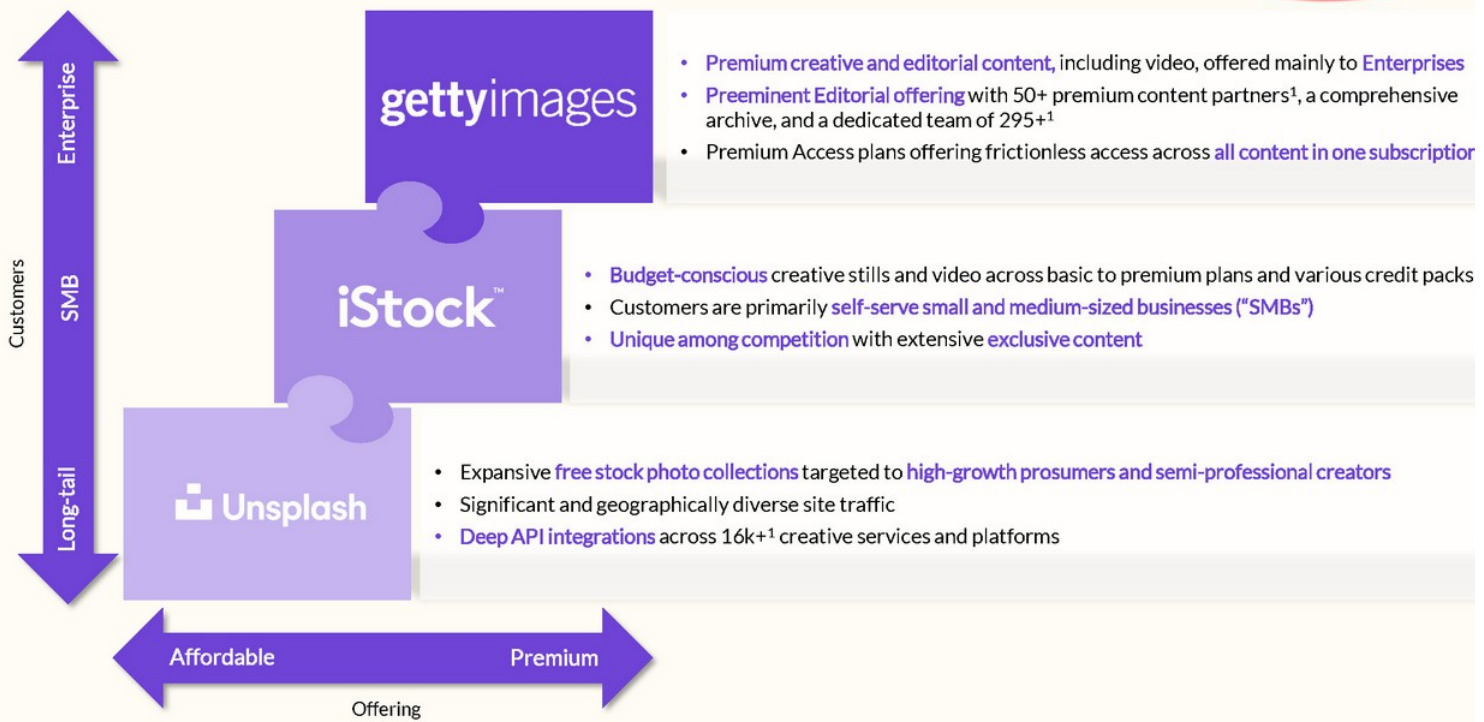 Customers
Enterprise
SMB
Long-tail
gettyimages
• Premium creative and editorial content, including video, offered mainly to Enterprises
• Preeminent Editorial offering with 50+ premium content partners¹, a comprehensive
archive, and a dedicated team of 295+¹
• Premium Access plans offering frictionless access across all content in one subscription
iStock™
• Budget-conscious creative stills and video across basic to premium plans and various credit packs
• Customers are primarily self-serve small and medium-sized businesses (“SMBs”)
• Unique among competition with extensive exclusive content
Unsplash
• Expansive free stock photo collections targeted to high-growth prosumers and semi-professional creators
• Significant and geographically diverse site traffic
• Deep API integrations across 16k+¹ creative services and platforms
Affordable
Premium
Offering